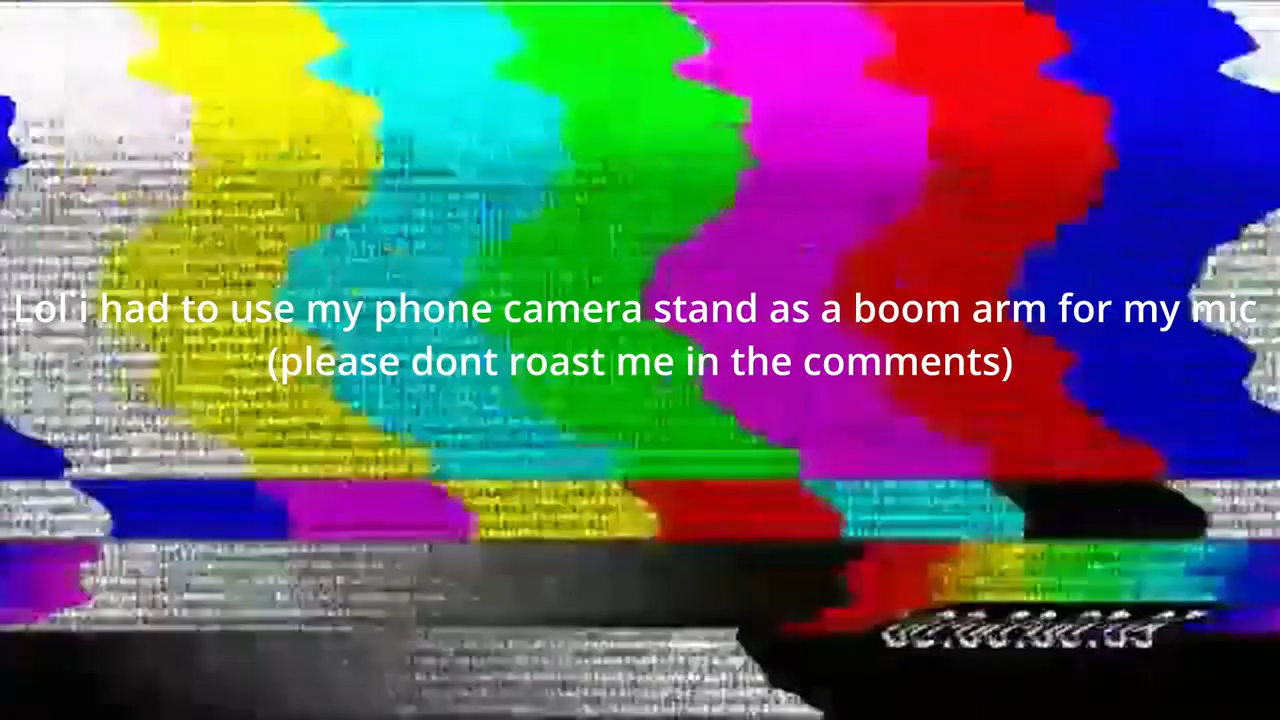 Lol i had to use my phone camera stand as a boom arm for my mic
(please dont roast me in the comments)